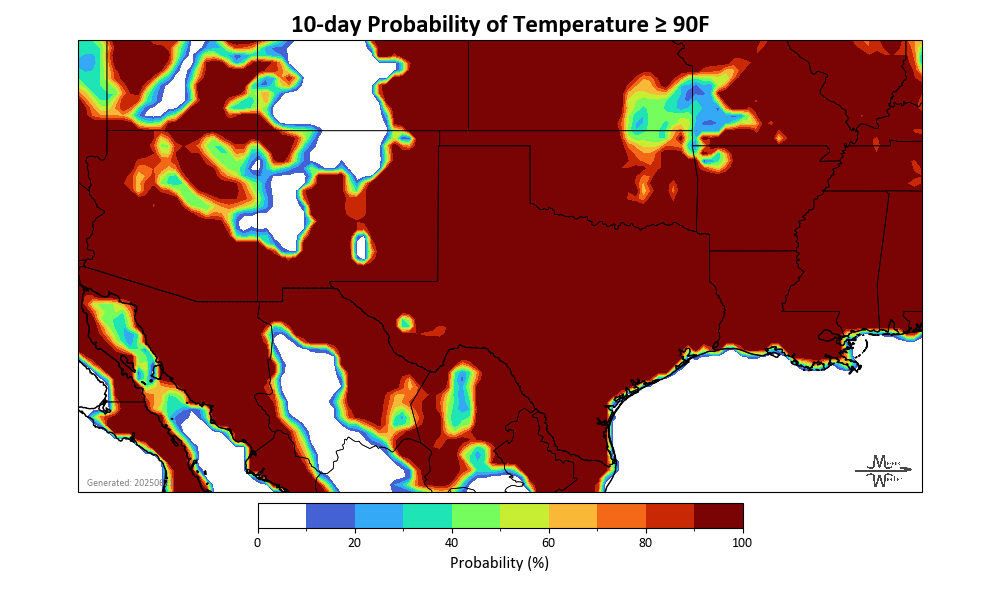 10-day Probability of Temperature ≥ 90F
Generated: 202506
0 20 40 60 80 100
Probability (%)